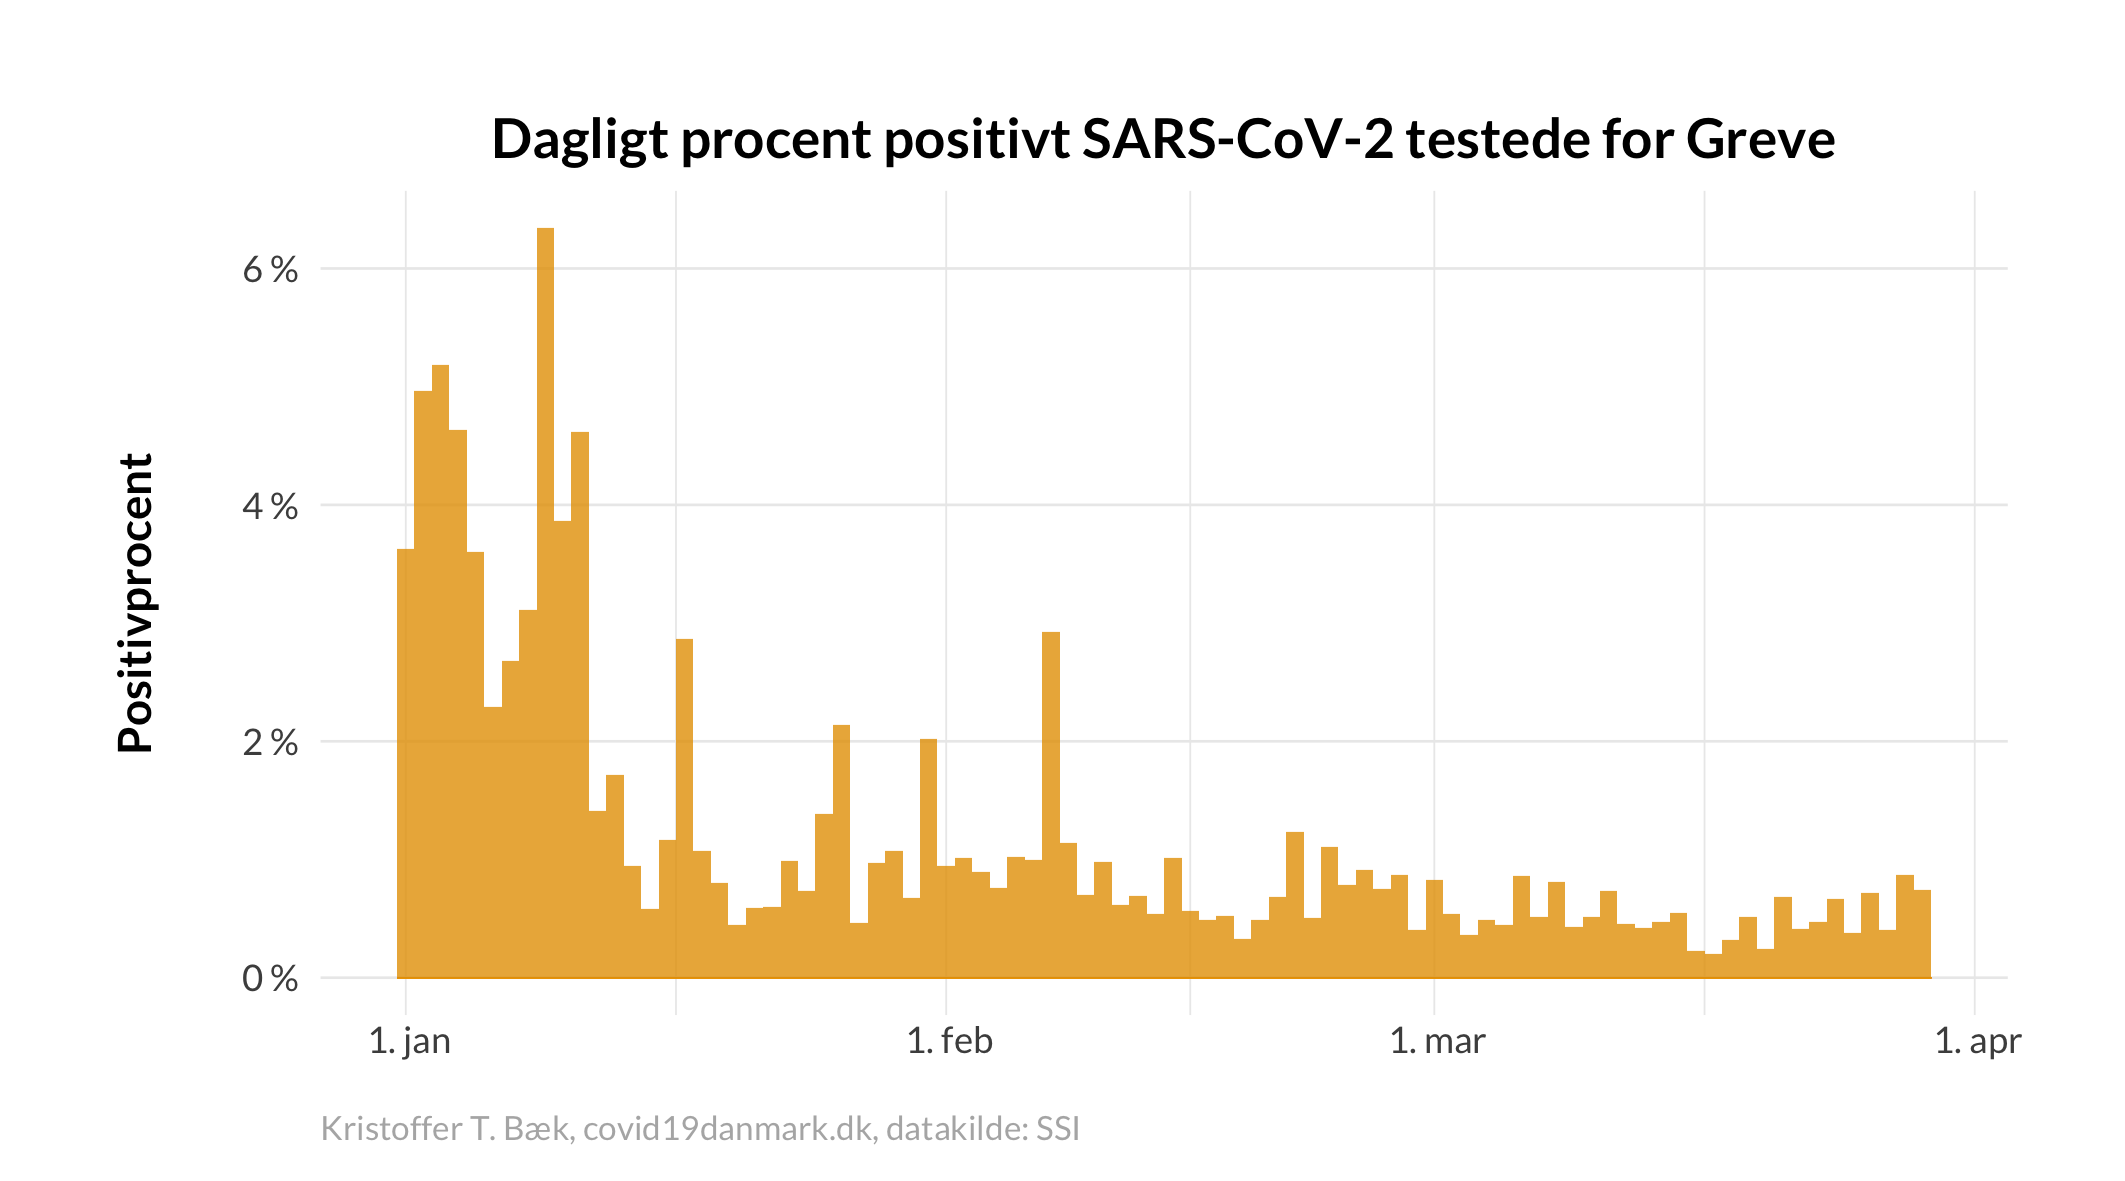 Dagligt procent positivt SARS-CoV-2 testede for Greve
Positivprocent
6 %
4 %
2 %
0 %
1. jan
1. feb
1. mar
1. apr
Kristoffer T. Bæk, covid19danmark.dk, datakilde: SSI